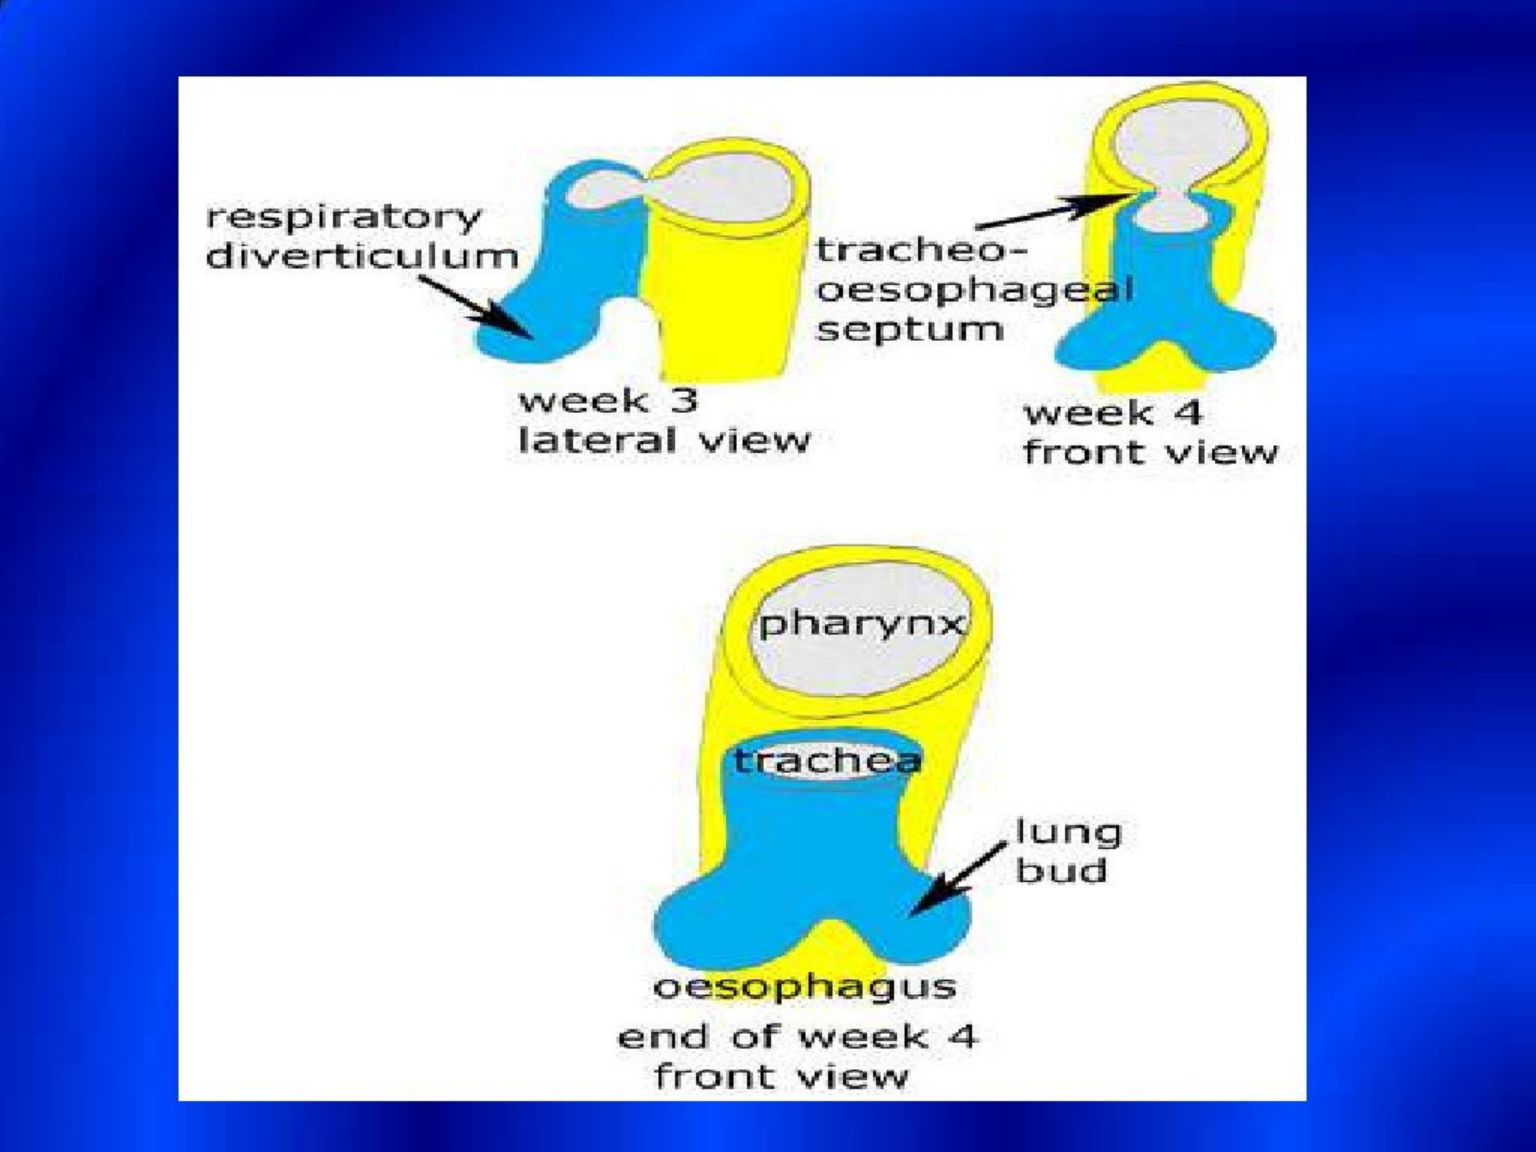 respiratory
diverticulum
week 3
lateral view
tracheo-
oesophageal
septum
week 4
front view
pharynx
trachea
lung
bud
oesophagus
end of week 4
front view